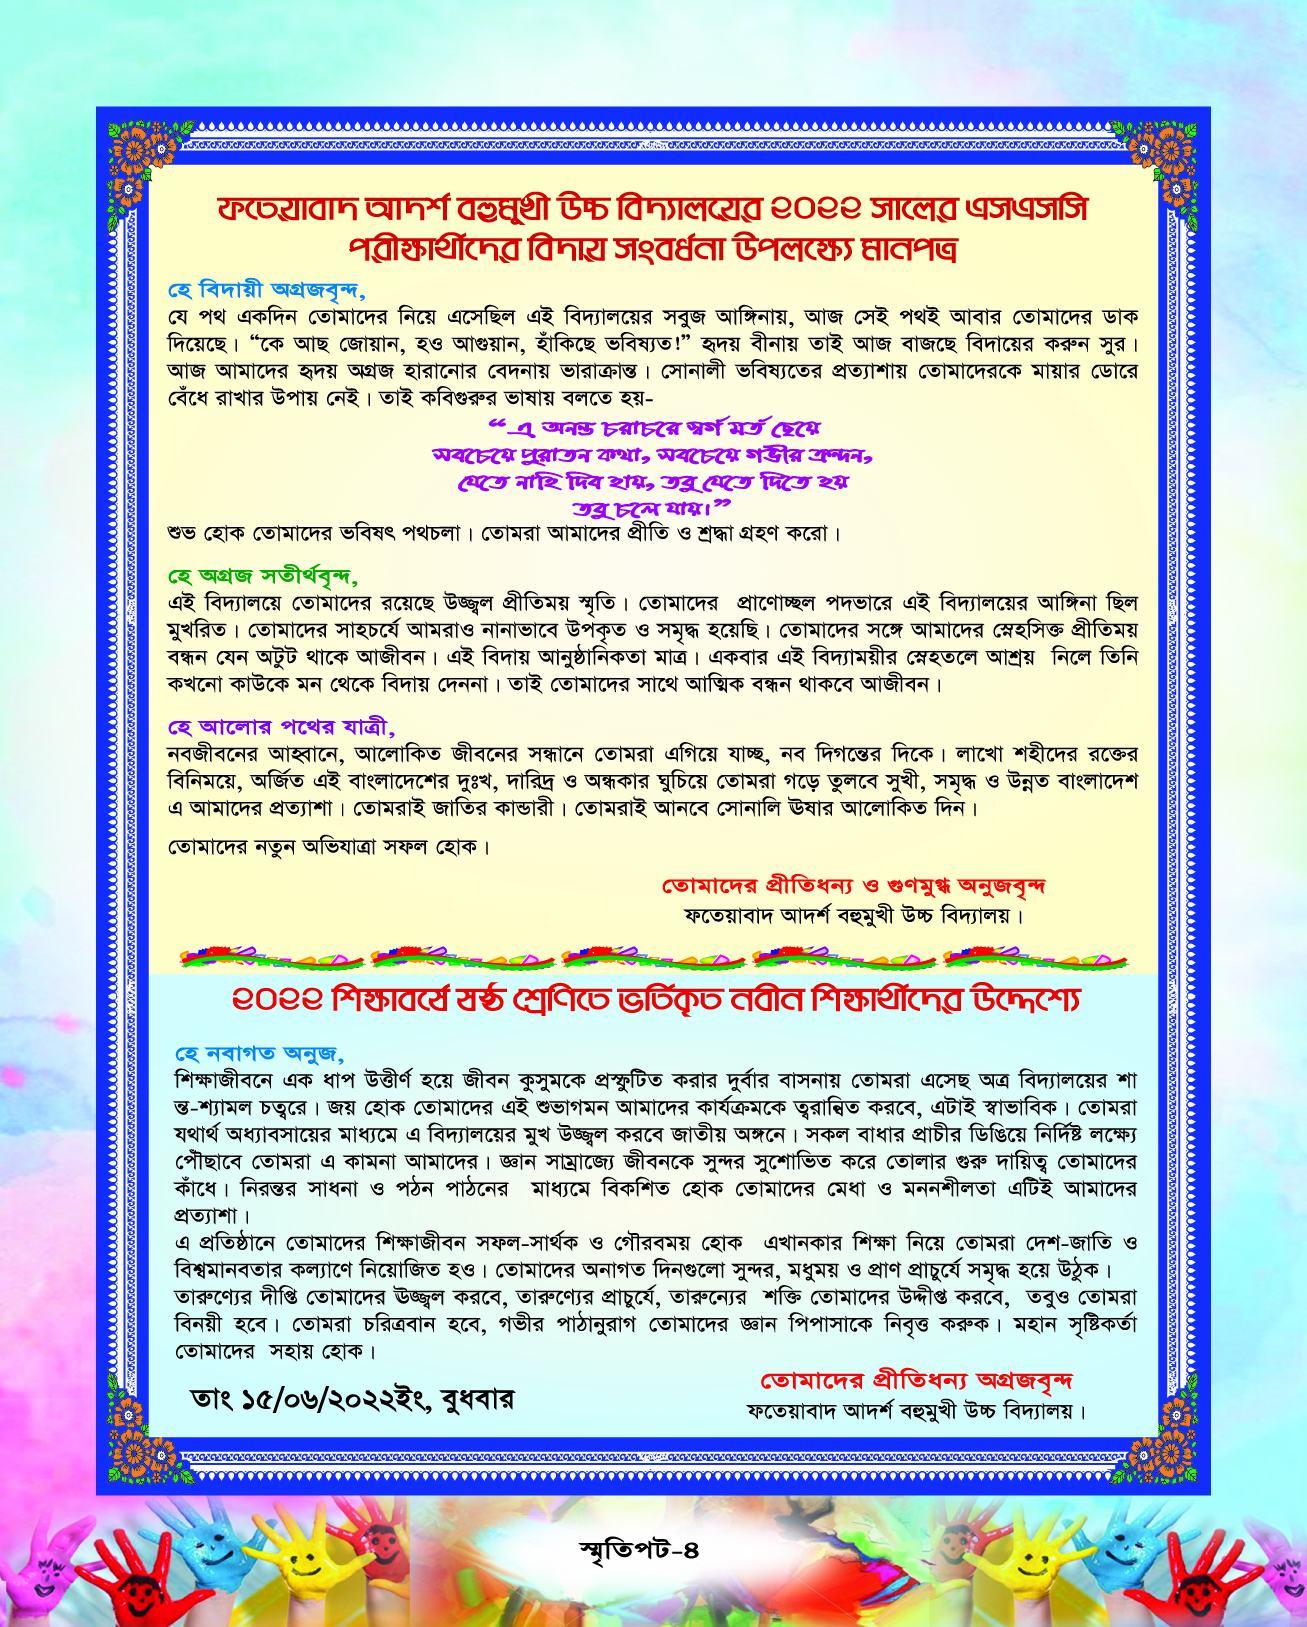 ফতেয়াবাদ আদর্শ বহুমুখী উচ্চ বিদ্যালয়ের ২০২২ সালের এসএসসি
পরীক্ষার্থীদের বিদায় সংবর্ধনা উপলক্ষ্যে মানপত্র
হে বিদায়ী অগ্রজবৃন্দ,
যে পথ একদিন তোমাদের নিয়ে এসেছিল এই বিদ্যালয়ের সবুজ আঙ্গিনায়, আজ সেই পথই আবার তোমাদের ডাক
দিয়েছে। “কে আছ জোয়ান, হও আগুয়ান, হাঁকিছে ভবিষ্যত!” হৃদয় বীনায় তাই আজ বাজছে বিদায়ের করুন সুর।
আজ আমাদের হৃদয় অগ্রজ হারানোর বেদনায় ভারাক্রান্ত। সোনালী ভবিষ্যতের প্রত্যাশায় তোমাদেরকে মায়ার ডোরে
বেঁধে রাখার উপায় নেই। তাই কবিগুরুর ভাষায় বলতে হয়-
“এ অনন্ত চরাচরে স্বর্গ মর্ত ছেয়ে
সবচেয়ে পুরাতন কথা, সবচেয়ে গভীর ক্রন্দন,
যেতে নাহি দিব হায়, তবু যেতে দিতে হয়
তবু চলে যায়।”
শুভ হোক তোমাদের ভবিষৎ পথচলা। তোমরা আমাদের প্রীতি ও শ্রদ্ধা গ্রহণ করো।
হে অগ্রজ সতীর্থবৃন্দ,
এই বিদ্যালয়ে তোমাদের রয়েছে উজ্জ্বল প্রীতিময় স্মৃতি। তোমাদের প্রাণোচ্ছল পদভারে এই বিদ্যালয়ের আঙ্গিনা ছিল
মুখরিত। তোমাদের সাহচর্যে আমরাও নানাভাবে উপকৃত ও সমৃদ্ধ হয়েছি। তোমাদের সঙ্গে আমাদের স্নেহসিক্ত প্রীতিময়
বন্ধন যেন অটুট থাকে আজীবন। এই বিদায় আনুষ্ঠানিকতা মাত্র। একবার এই বিদ্যাময়ীর স্নেহতলে আশ্রয় নিলে তিনি
কখনো কাউকে মন থেকে বিদায় দেননা। তাই তোমাদের সাথে আত্মিক বন্ধন থাকবে আজীবন।
হে আলোর পথের যাত্রী,
নবজীবনের আহ্বানে, আলোকিত জীবনের সন্ধানে তোমরা এগিয়ে যাচ্ছ, নব দিগন্তের দিকে। লাখো শহীদের রক্তের
বিনিময়ে, অর্জিত এই বাংলাদেশের দুঃখ, দারিদ্র ও অন্ধকার ঘুচিয়ে তোমরা গড়ে তুলবে সুখী, সমৃদ্ধ ও উন্নত বাংলাদেশ
এ আমাদের প্রত্যাশা। তোমরাই জাতির কান্ডারী। তোমরাই আনবে সোনালি ঊষার আলোকিত দিন।
তোমাদের নতুন অভিযাত্রা সফল হোক।
তোমাদের প্রীতিধন্য ও গুণমুগ্ধ অনুজবৃন্দ
ফতেয়াবাদ আদর্শ বহুমুখী উচ্চ বিদ্যালয়।
২০২২ শিক্ষাবর্ষে ষষ্ঠ শ্রেণিতে ভর্তিকৃত নবীন শিক্ষার্থীদের উদ্দেশ্যে
হে নবাগত অনুজ,
শিক্ষাজীবনে এক ধাপ উত্তীর্ণ হয়ে জীবন কুসুমকে প্রস্ফুটিত করার দুর্বার বাসনায় তোমরা এসেছ অত্র বিদ্যালয়ের শা
ন্ত-শ্যামল চত্বরে। জয় হোক তোমাদের এই শুভাগমন আমাদের কার্যক্রমকে ত্বরান্বিত করবে, এটাই স্বাভাবিক। তোমরা
যথার্থ অধ্যাবসায়ের মাধ্যমে এ বিদ্যালয়ের মুখ উজ্জ্বল করবে জাতীয় অঙ্গনে। সকল বাধার প্রাচীর ডিঙিয়ে নির্দিষ্ট লক্ষ্যে
পৌঁছাবে তোমরা এ কামনা আমাদের। জ্ঞান সাম্রাজ্যে জীবনকে সুন্দর সুশোভিত করে তোলার গুরু দায়িত্ব তোমাদের
কাঁধে। নিরন্তর সাধনা ও পঠন পাঠনের মাধ্যমে বিকশিত হোক তোমাদের মেধা ও মননশীলতা এটিই আমাদের
প্রত্যাশা।
এ প্রতিষ্ঠানে তোমাদের শিক্ষাজীবন সফল-সার্থক ও গৌরবময় হোক এখানকার শিক্ষা নিয়ে তোমরা দেশ-জাতি ও
বিশ্বমানবতার কল্যাণে নিয়োজিত হও। তোমাদের অনাগত দিনগুলো সুন্দর, মধুময় ও প্রাণ প্রাচুর্যে সমৃদ্ধ হয়ে উঠুক।
তারুণ্যের দীপ্তি তোমাদের ঊজ্জ্বল করবে, তারুণ্যের প্রাচুর্যে, তারুন্যের শক্তি তোমাদের উদ্দীপ্ত করবে, তবুও তোমরা
বিনয়ী হবে। তোমরা চরিত্রবান হবে, গভীর পাঠানুরাগ তোমাদের জ্ঞান পিপাসাকে নিবৃত্ত করুক। মহান সৃষ্টিকর্তা
তোমাদের সহায় হোক।
তোমাদের প্রীতিধন্য অগ্রজবৃন্দ
তাং ১৫/০৬/২০২২ইং, বুধবার
ফতেয়াবাদ আদর্শ বহুমুখী উচ্চ বিদ্যালয়।
স্মৃতিপট-৪